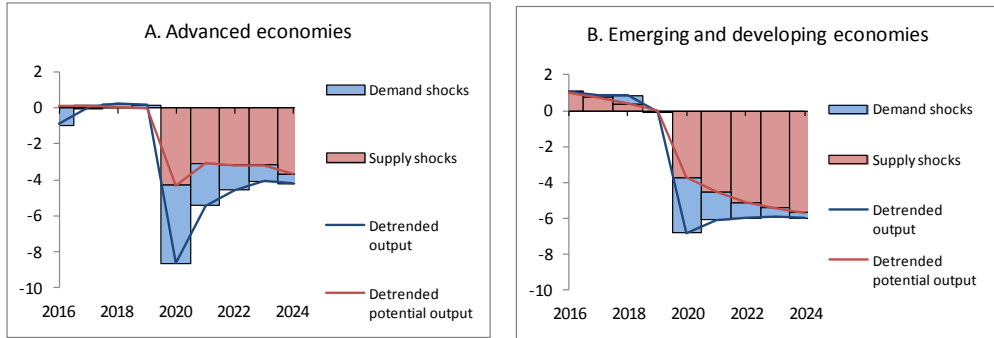 A. Advanced economies
2
0
-2
-4
-6
-8
-10
2016 2018 2020 2022 2024
Demand shocks
Supply shocks
Detrended
output
Detrended
potential output
B. Emerging and developing economies
2
0
-2
-4
-6
-8
-10
2016 2018 2020 2022 2024
Demand shocks
Supply shocks
Detrended
output
Detrended
potential output